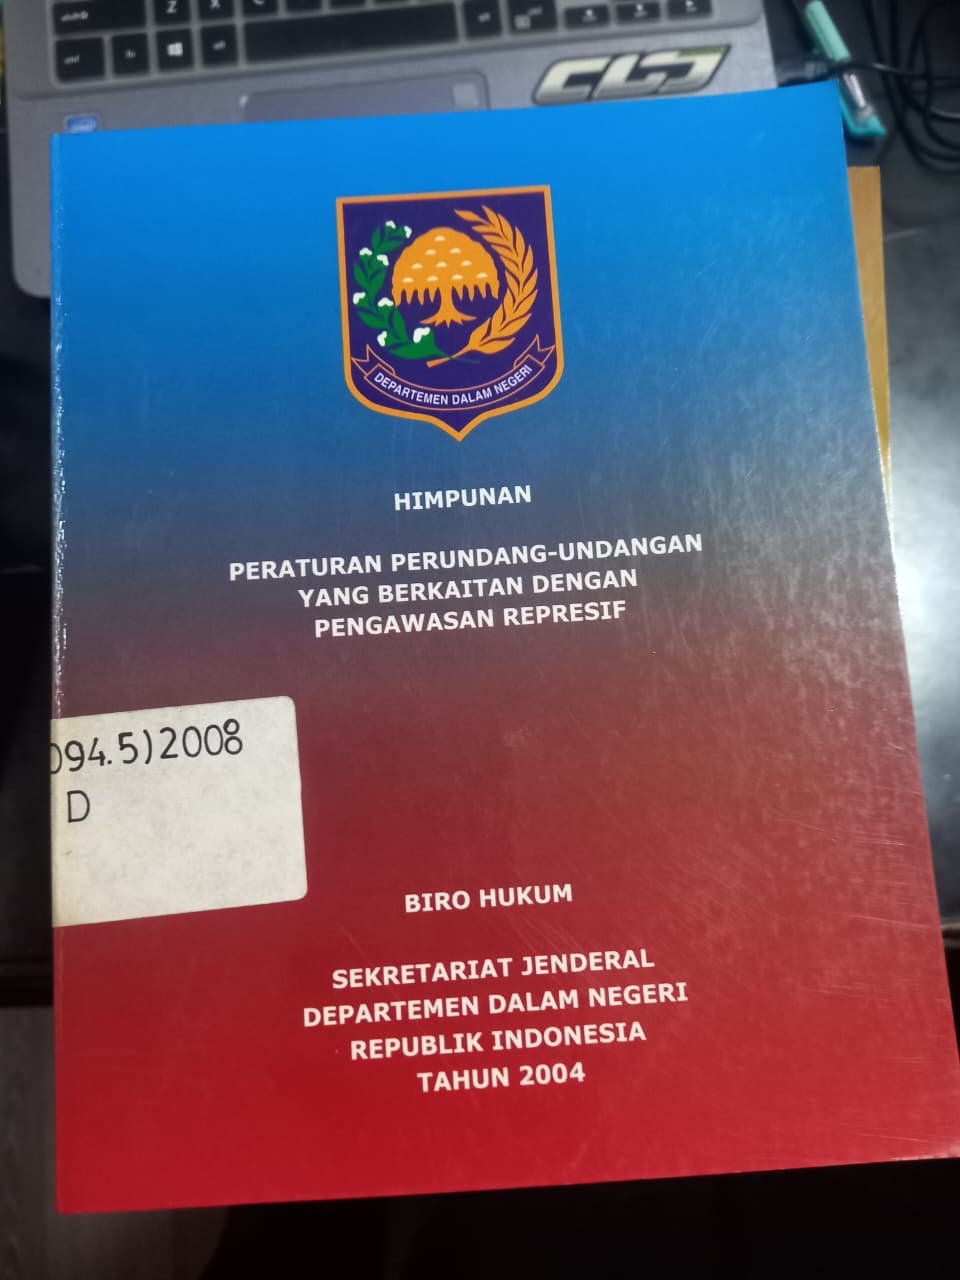 Z
X
DEPARTEMEN DALAM NEGERI
HIMPUNAN
PERATURAN PERUNDANG-UNDANGAN
YANG BERKAITAN DENGAN
PENGAWASAN REPRESIF
094.5)2008
D
BIRO HUKUM
SEKRETARIAT JENDERAL
DEPARTEMEN DALAM NEGERI
REPUBLIK INDONESIA
TAHUN 2004